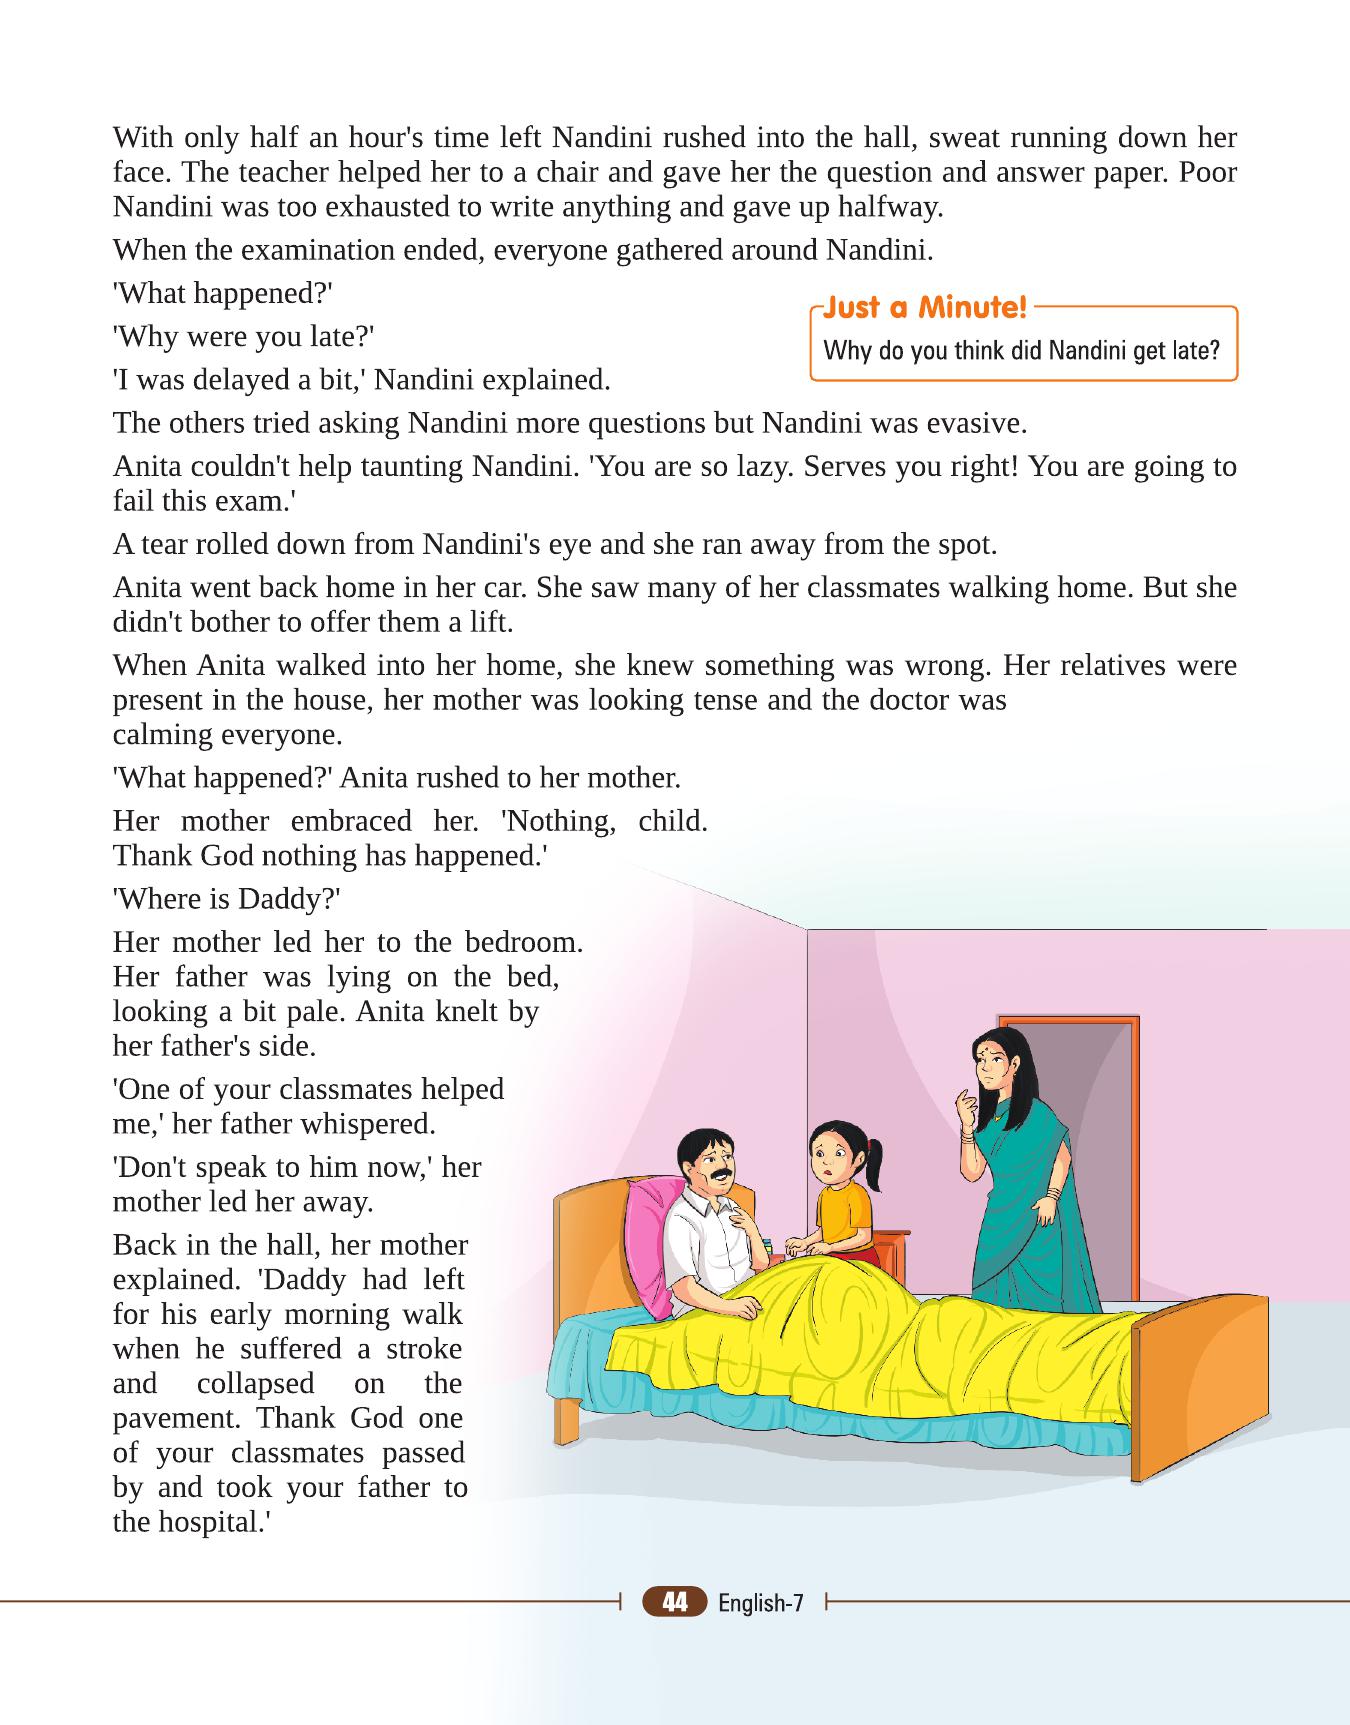 With only half an hour's time left Nandini rushed into the hall, sweat running down her
face. The teacher helped her to a chair and gave her the question and answer paper. Poor
Nandini was too exhausted to write anything and gave up halfway.
When the examination ended, everyone gathered around Nandini.
'What happened?'
'Why were you late?'
'I was delayed a bit,' Nandini explained.
Just a Minute!
Why do you think did Nandini get late?
The others tried asking Nandini more questions but Nandini was evasive.
Anita couldn't help taunting Nandini. 'You are so lazy. Serves you right! You are going to
fail this exam.'
A tear rolled down from Nandini's eye and she ran away from the spot.
Anita went back home in her car. She saw many of her classmates walking home. But she
didn't bother to offer them a lift.
When Anita walked into her home, she knew something was wrong. Her relatives were
present in the house, her mother was looking tense and the doctor was
calming everyone.
'What happened?' Anita rushed to her mother.
Her mother embraced her. 'Nothing, child.
Thank God nothing has happened.'
'Where is Daddy?'
Her mother led her to the bedroom.
Her father was lying on the bed,
looking a bit pale. Anita knelt by
her father's side.
'One of your classmates helped
me,' her father whispered.
'Don't speak to him now,' her
mother led her away.
Back in the hall, her mother
explained. 'Daddy had left
for his early morning walk
when he suffered a stroke
and collapsed on the
pavement. Thank God one
of your classmates passed
by and took your father to
the hospital.'
44 English-7